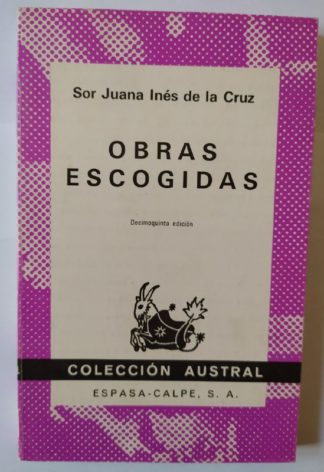 Sor Juana Inés de la Cruz
OBRAS
ESCOGIDAS
Decimoquinta edición
COLECCIÓN AUSTRAL
ESPASA-CALPE, S. A.